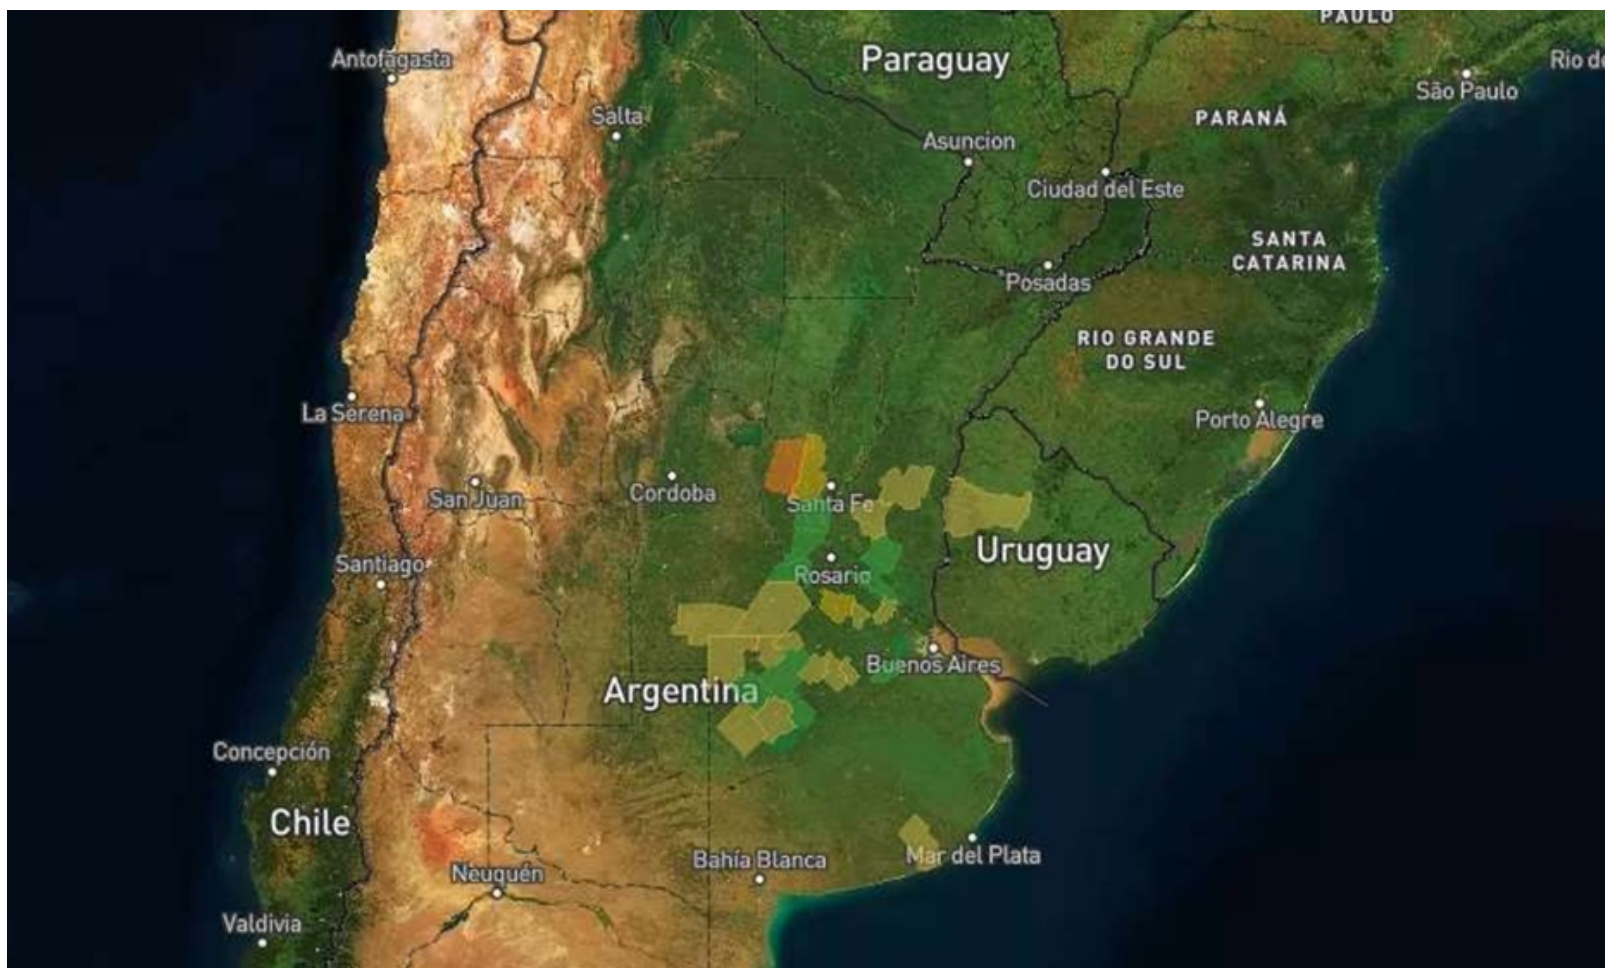 PAULO
Antofagasta
Paraguay
Rio de
São Paulo
Salta
PARANÁ
Asuncion
Ciudad del Este
SANTA
CATARINA
Posadas
RIO GRANDE
DO SUL
La Serena
Porto Alegre
San Juan
Cordoba
Santa Fe
Uruguay
Santiago
Rosario
Buenos Aires
Argentina
Concepción
Chile
Bahía Blanca
Mar del Plata
Neuquén
Valdivia